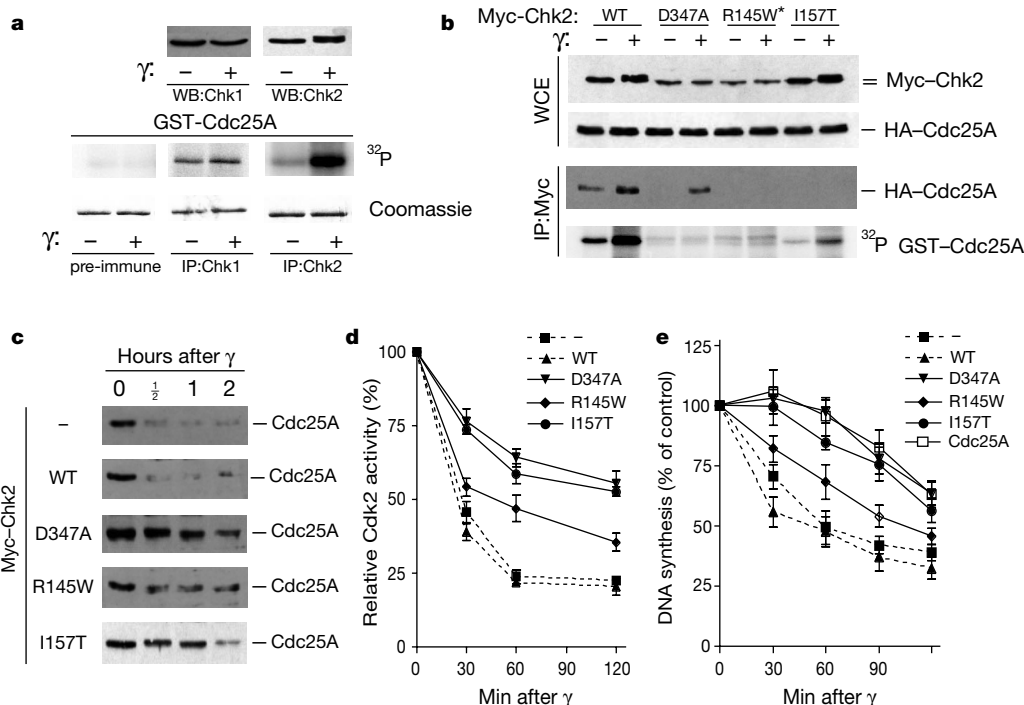 a
γ: − + − +
WB:Chk1 WB:Chk2
GST-Cdc25A
32P
Coomassie
γ: − + − + − +
pre-immune IP:Chk1 IP:Chk2
b
Myc-Chk2: WT D347A R145W* I157T
γ: − + − + − + − +
WCE
= Myc–Chk2
– HA–Cdc25A
IP:Myc
– HA–Cdc25A
32P GST–Cdc25A
c
Hours after γ
0 1/2 1 2
Myc–Chk2
– – Cdc25A
WT – Cdc25A
D347A – Cdc25A
R145W – Cdc25A
I157T – Cdc25A
d
–
WT
D347A
R145W
I157T
Relative Cdk2 activity (%)
100
75
50
25
0
0 30 60 90 120
Min after γ
e
–
WT
D347A
R145W
I157T
Cdc25A
DNA synthesis (% of control)
125
100
75
50
25
0
0 30 60 90
Min after γ